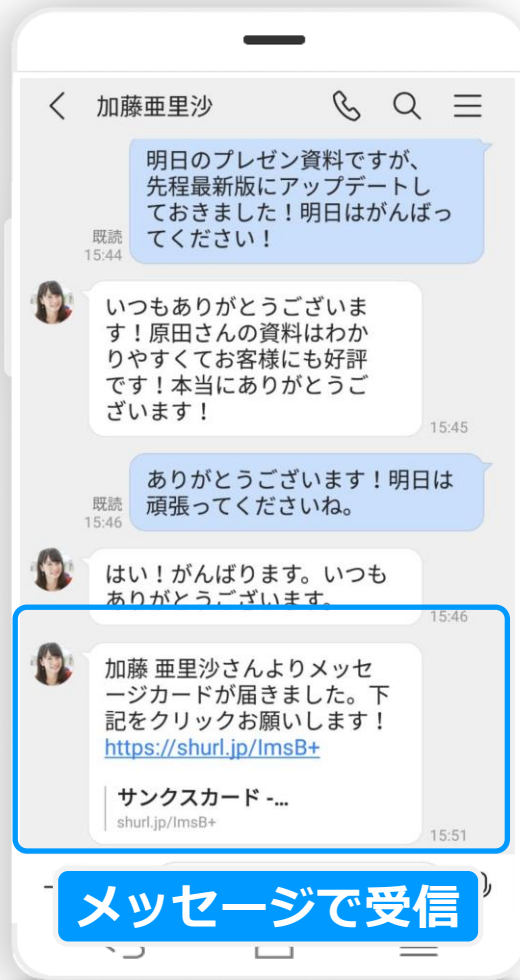 加藤亜里沙
明日のプレゼン資料ですが、
先程最新版にアップデートし
ておきました！明日はがんばっ
てください！
既読
15:44
いつもありがとうございま
す！原田さんの資料はわか
りやすくてお客様にも好評
です！本当にありがとうご
ざいます！
15:45
ありがとうございます！明日は
頑張ってくださいね。
既読
15:46
はい！がんばります。いつも
ありがとうございます。
15:46
加藤 亜里沙さんよりメッセ
ージカードが届きました。下
記をクリックお願いします！
https://shurl.jp/ImsB+
サンクスカード -...
shurl.jp/ImsB+
15:51
メッセージで受信